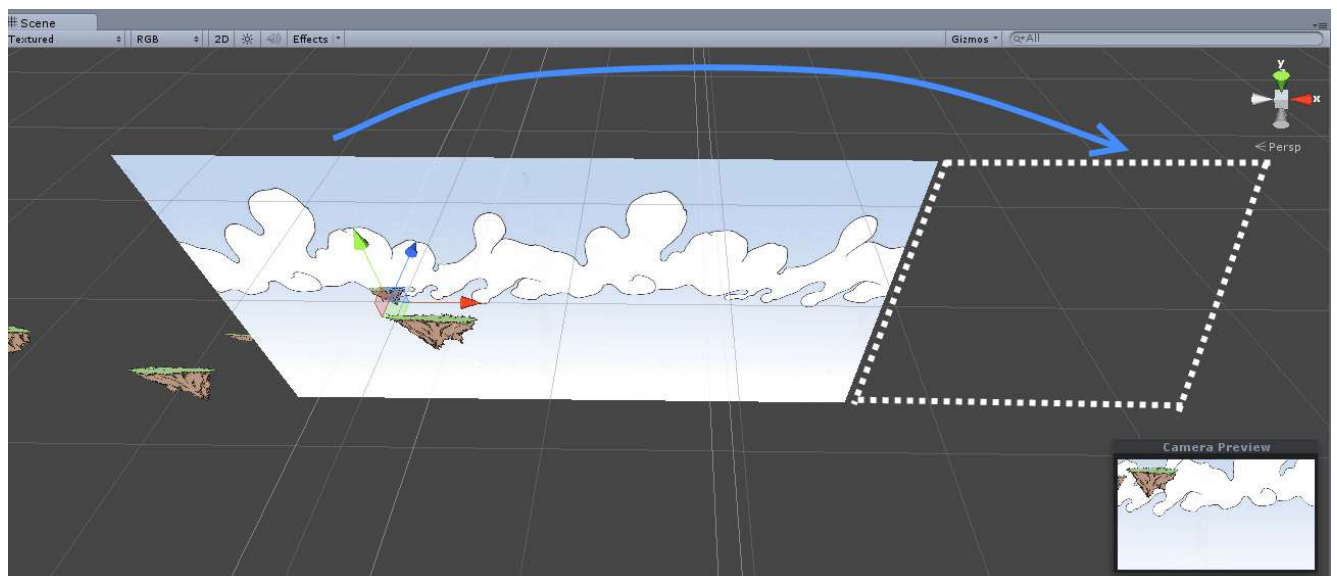 # Scene
Textured RGB 2D Effects Gizmos All
y
x
Persp
Camera Preview